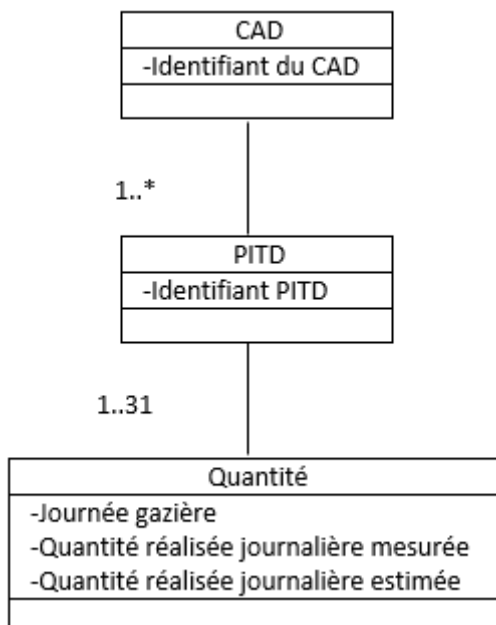 CAD
-Identifiant du CAD
1..*
PITD
-Identifiant PITD
1..31
Quantité
-Journée gazière
-Quantité réalisée journalière mesurée
-Quantité réalisée journalière estimée